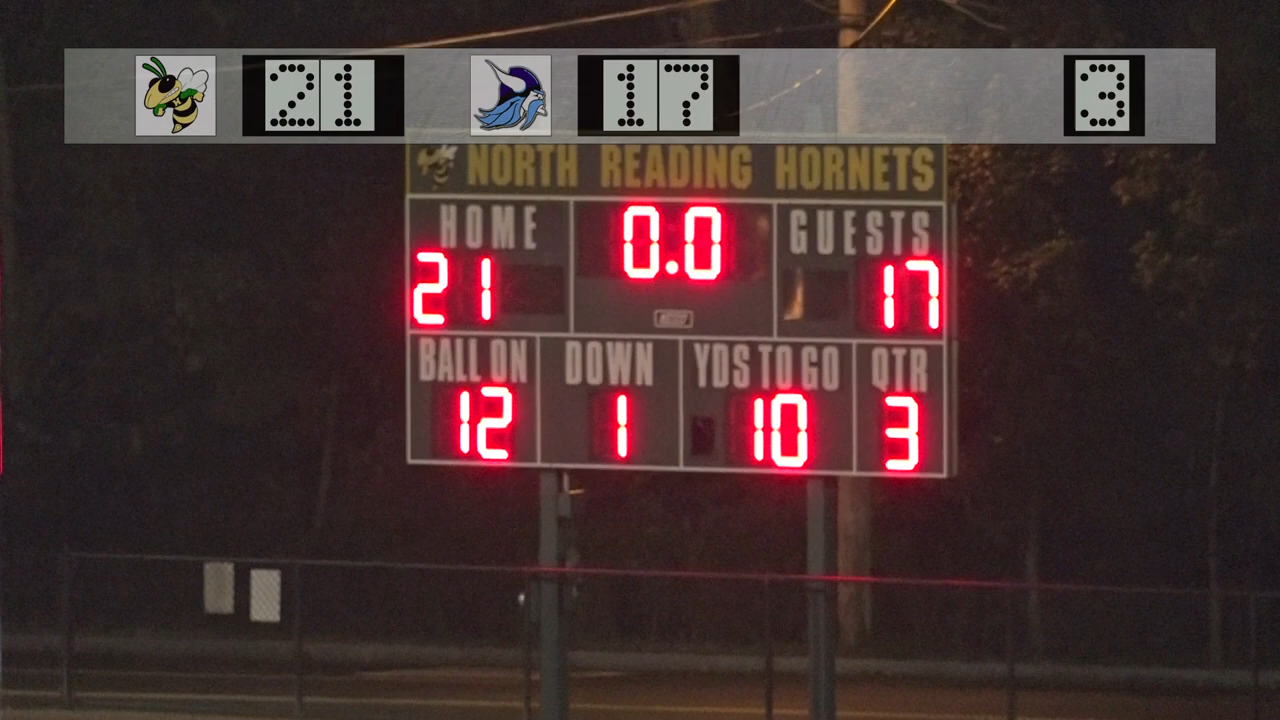 21 17 3
NORTH READING HORNETS
HOME 0.0 GUESTS
21 17
BALL ON DOWN YDS TO GO QTR
12 1 10 3